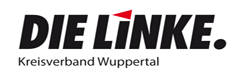 DIE LINKE.
Kreisverband Wuppertal